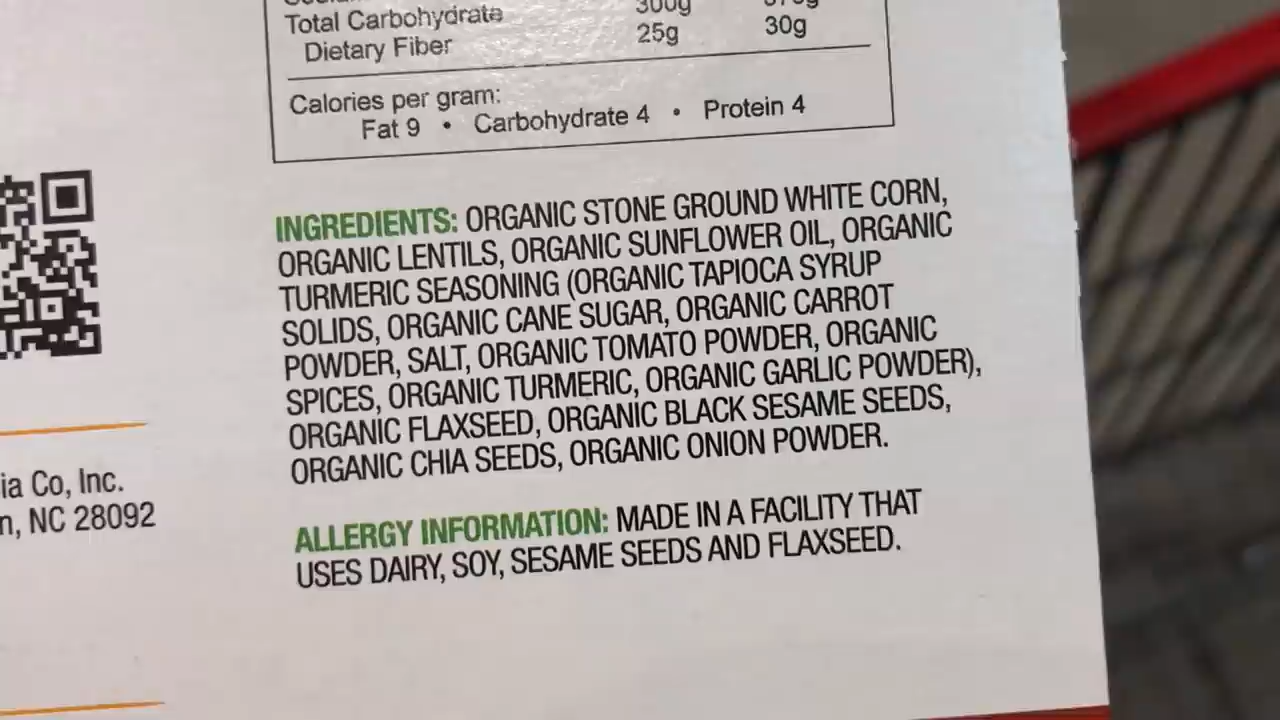 Total Carbohydrate 300g
Dietary Fiber 25g 30g
Calories per gram:
Fat 9 • Carbohydrate 4 • Protein 4
INGREDIENTS: ORGANIC STONE GROUND WHITE CORN,
ORGANIC LENTILS, ORGANIC SUNFLOWER OIL, ORGANIC
TURMERIC SEASONING (ORGANIC TAPIOCA SYRUP
SOLIDS, ORGANIC CANE SUGAR, ORGANIC CARROT
POWDER, SALT, ORGANIC TOMATO POWDER, ORGANIC
SPICES, ORGANIC TURMERIC, ORGANIC GARLIC POWDER),
ORGANIC FLAXSEED, ORGANIC BLACK SESAME SEEDS,
ORGANIC CHIA SEEDS, ORGANIC ONION POWDER.
ALLERGY INFORMATION: MADE IN A FACILITY THAT
USES DAIRY, SOY, SESAME SEEDS AND FLAXSEED.
Co, Inc.
NC 28092